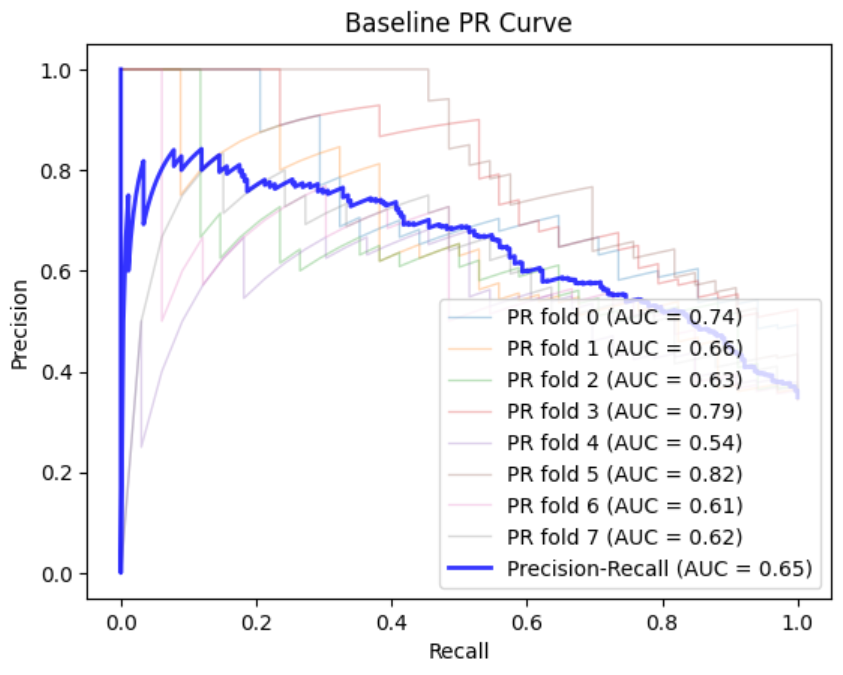 Baseline PR Curve
Precision
1.0
0.8
0.6
0.4
0.2
0.0
PR fold 0 (AUC = 0.74)
PR fold 1 (AUC = 0.66)
PR fold 2 (AUC = 0.63)
PR fold 3 (AUC = 0.79)
PR fold 4 (AUC = 0.54)
PR fold 5 (AUC = 0.82)
PR fold 6 (AUC = 0.61)
PR fold 7 (AUC = 0.62)
Precision-Recall (AUC = 0.65)
0.0 0.2 0.4 0.6 0.8 1.0
Recall